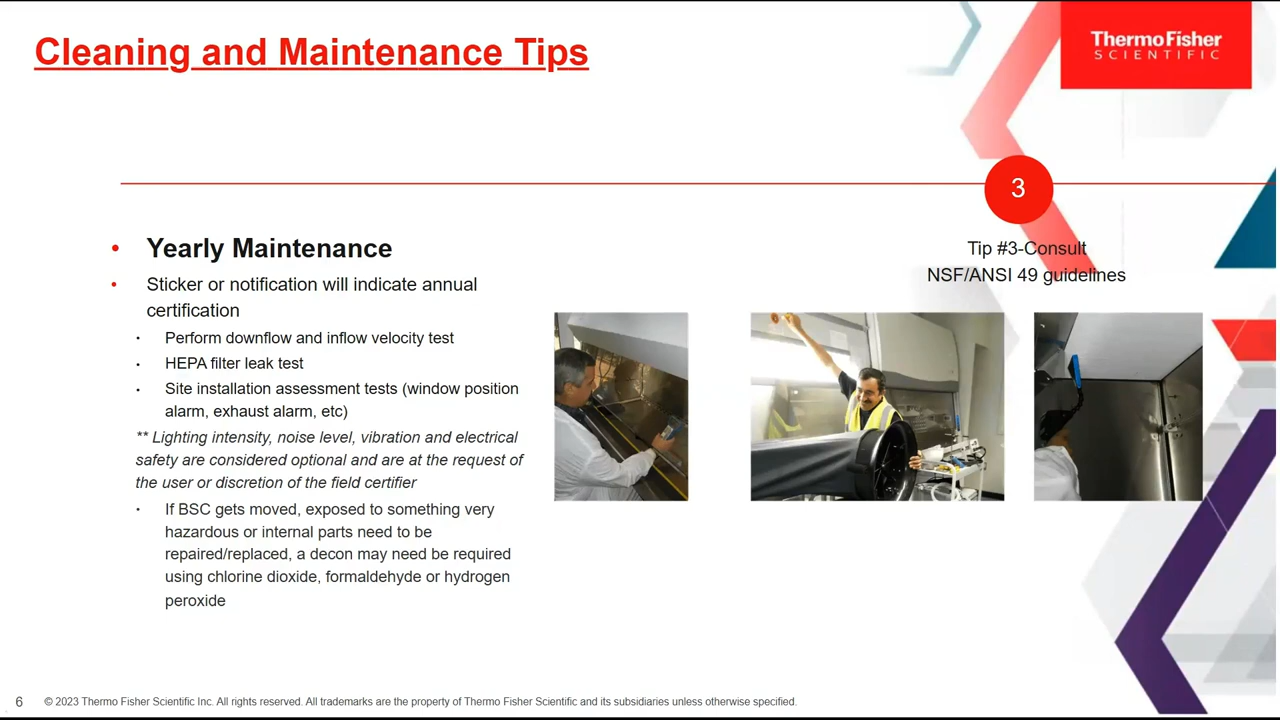 Cleaning and Maintenance Tips
ThermoFisher
SCIENTIFIC
3
Tip #3-Consult
NSF/ANSI 49 guidelines
• Yearly Maintenance
• Sticker or notification will indicate annual
certification
• Perform downflow and inflow velocity test
• HEPA filter leak test
• Site installation assessment tests (window position
alarm, exhaust alarm, etc)
** Lighting intensity, noise level, vibration and electrical
safety are considered optional and are at the request of
the user or discretion of the field certifier
• If BSC gets moved, exposed to something very
hazardous or internal parts need to be
repaired/replaced, a decon may need be required
using chlorine dioxide, formaldehyde or hydrogen
peroxide
6 © 2023 Thermo Fisher Scientific Inc. All rights reserved. All trademarks are the property of Thermo Fisher Scientific and its subsidiaries unless otherwise specified.